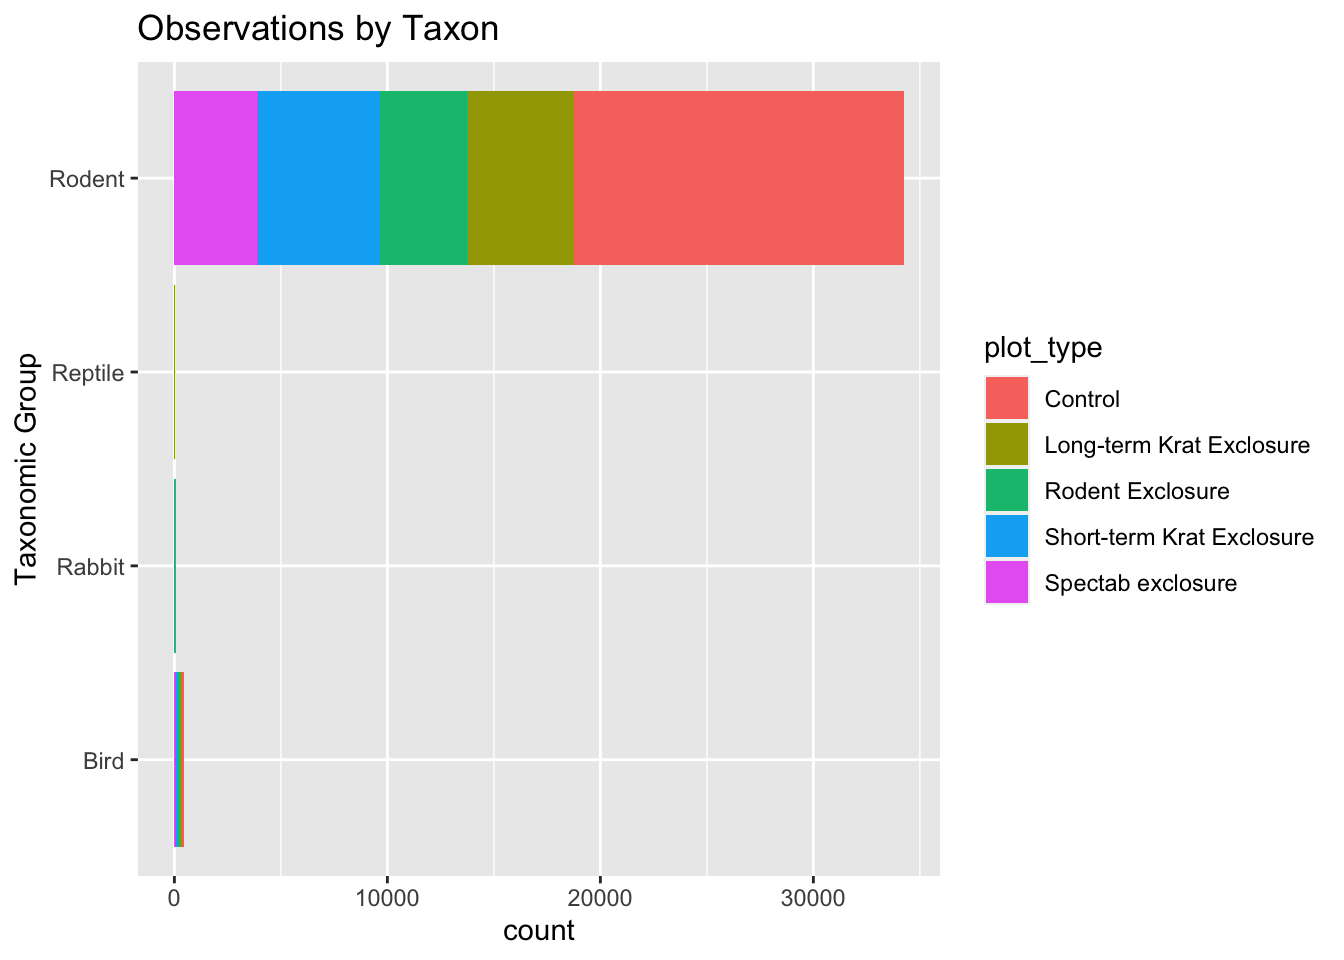 Observations by Taxon
Rodent
Reptile
Rabbit
Bird
Taxonomic Group
0 10000 20000 30000
count
plot_type
Control
Long-term Krat Exclosure
Rodent Exclosure
Short-term Krat Exclosure
Spectab exclosure